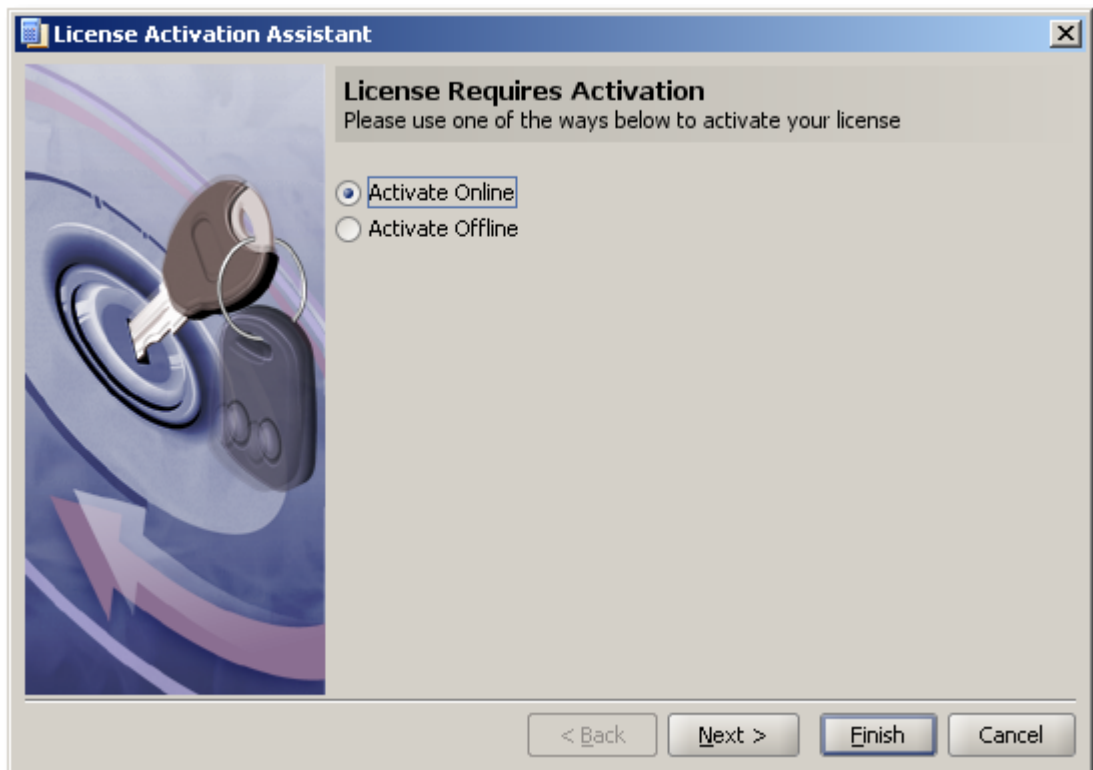 License Activation Assistant
License Requires Activation
Please use one of the ways below to activate your license
Activate Online
Activate Offline
< Back Next > Finish Cancel